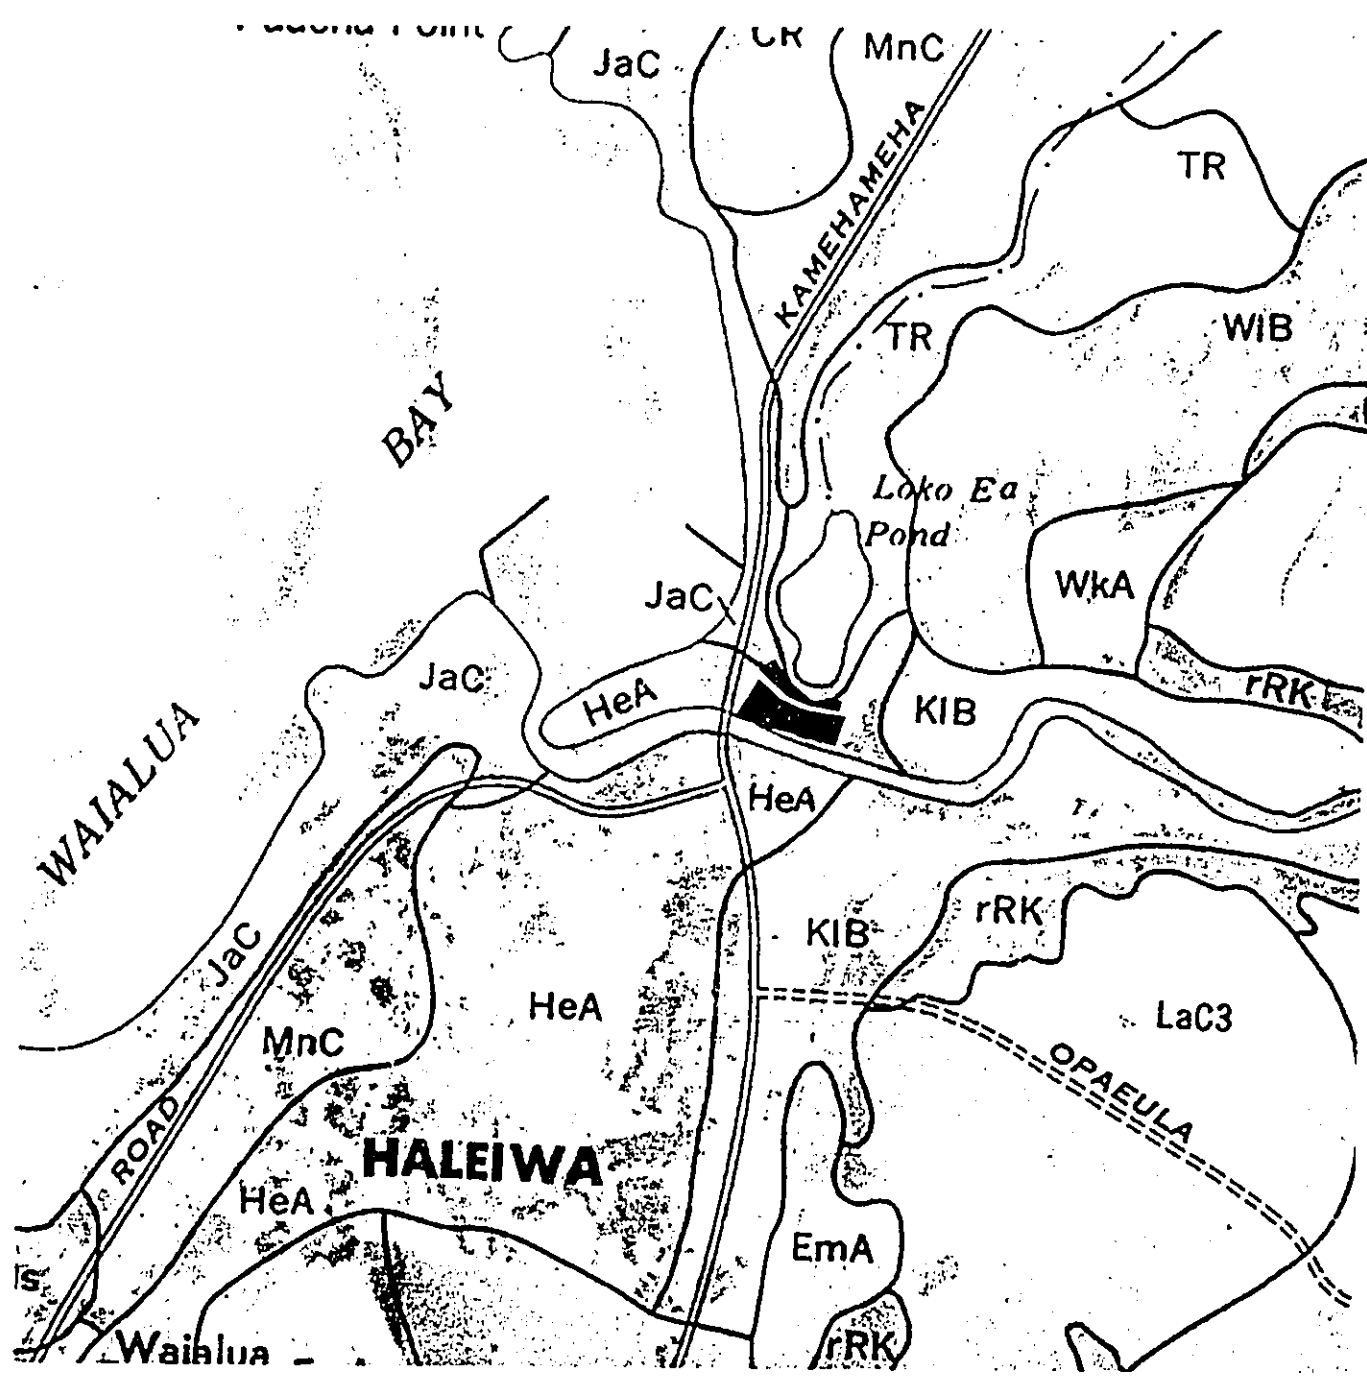 JaC
CR
MnC
KAMEHAMEHA
TR
TR
WIB
BAY
Loko Ea
Pond
JaC
WkA
JaC
HeA
KIB
rRK
WAIALUA
HeA
JaC
KIB
rRK
HeA
MnC
LaC3
OPAEULA
ROAD
HALEIWA
HeA
EmA
Waialua
rRK